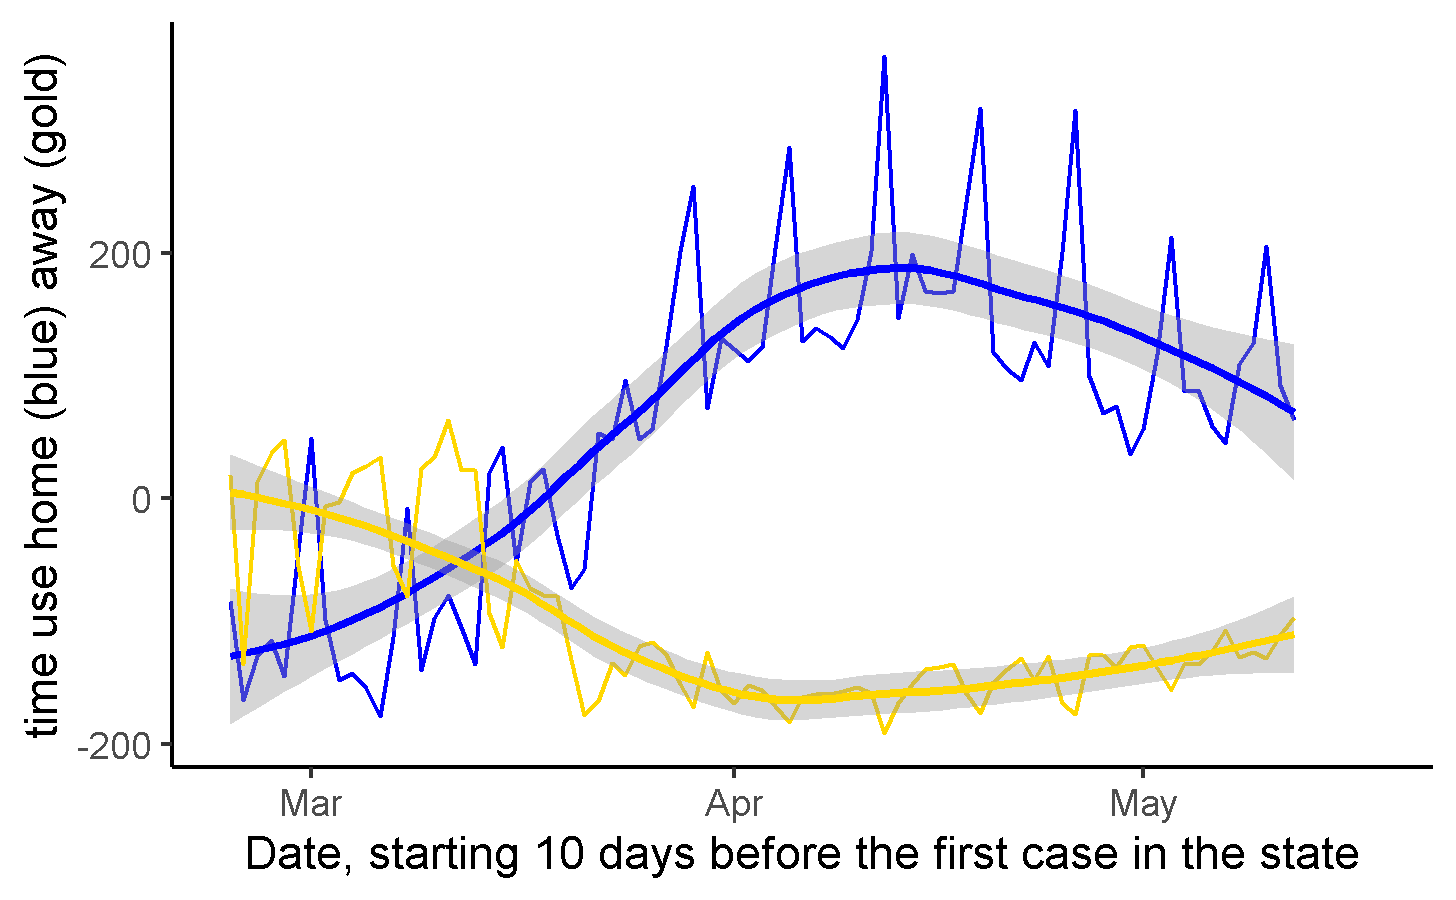 time use home (blue) away (gold)
200
0
-200
Mar
Apr
May
Date, starting 10 days before the first case in the state